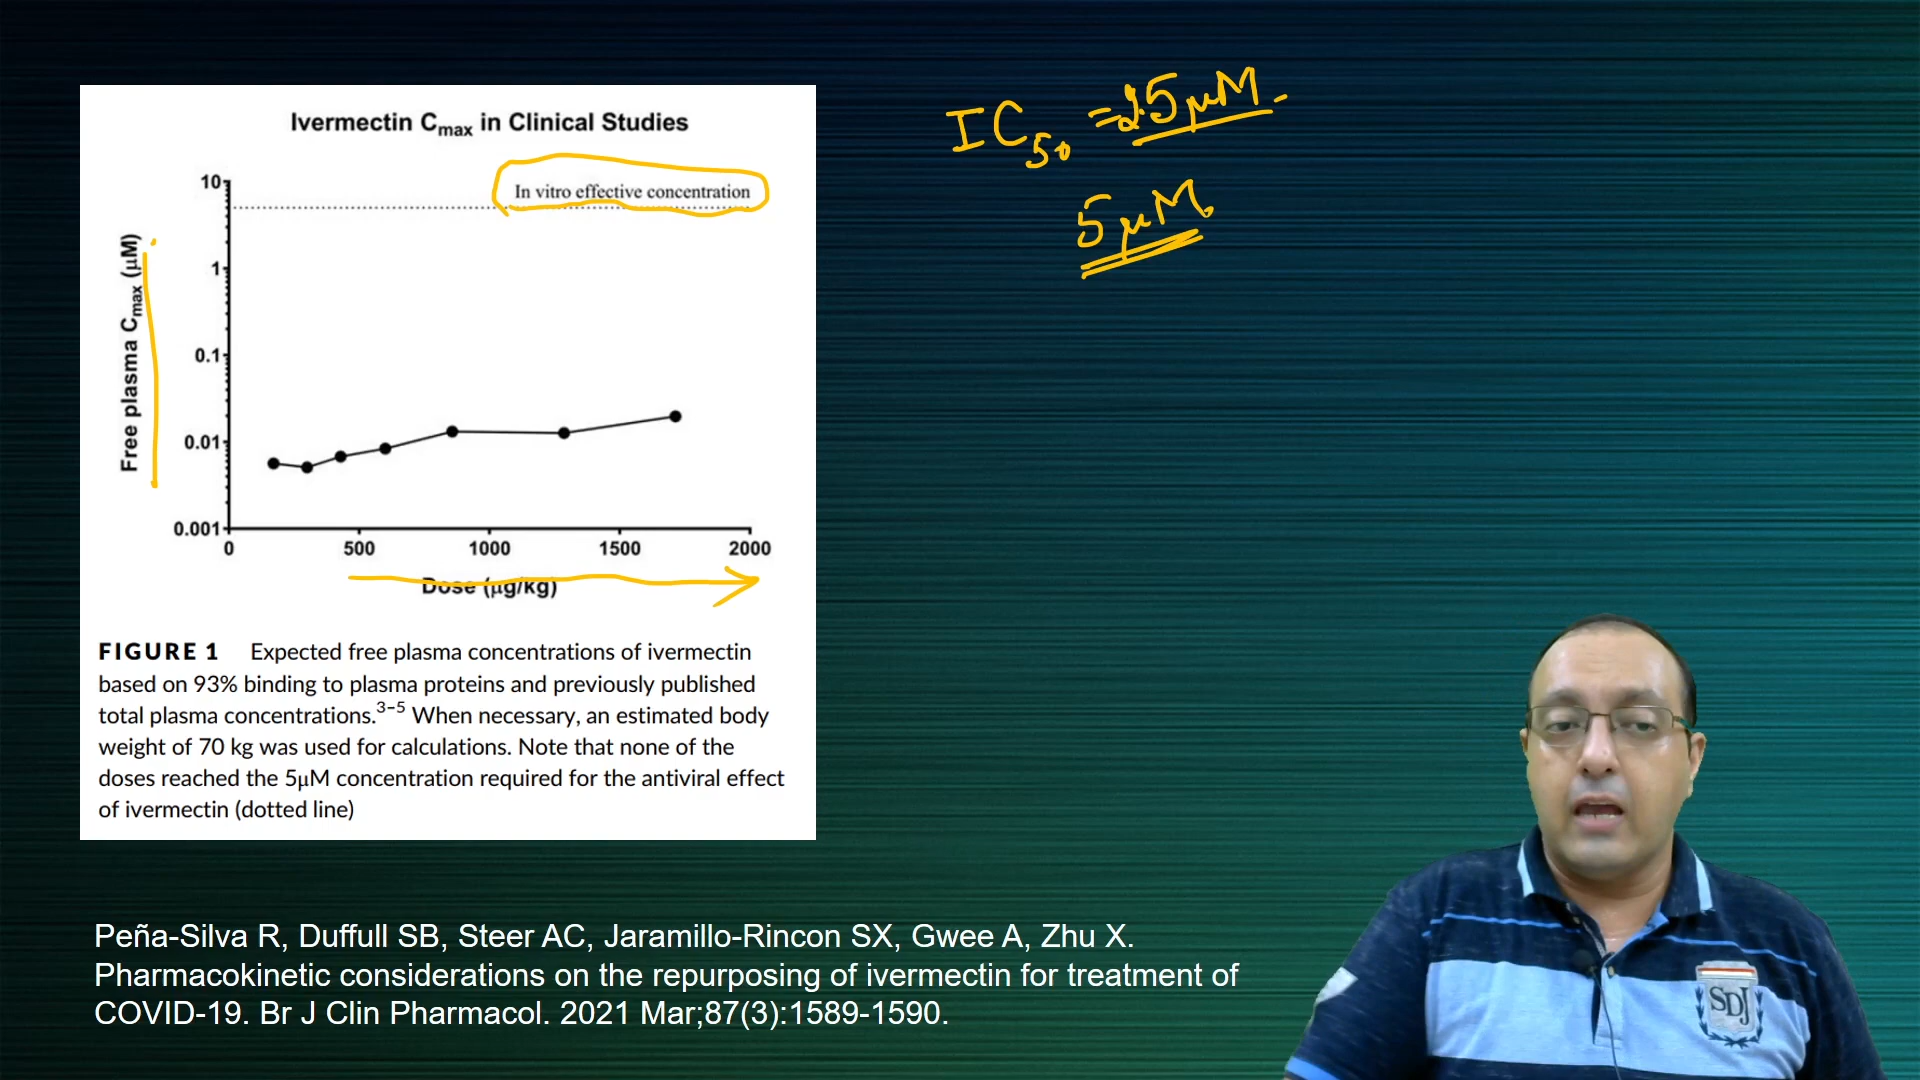 Ivermectin Cmax in Clinical Studies
In vitro effective concentration
10
1
0.1
0.01
0.001
Free plasma Cmax (μM)
0 500 1000 1500 2000
Dose (μg/kg)
FIGURE 1 Expected free plasma concentrations of ivermectin
based on 93% binding to plasma proteins and previously published
total plasma concentrations.3–5 When necessary, an estimated body
weight of 70 kg was used for calculations. Note that none of the
doses reached the 5μM concentration required for the antiviral effect
of ivermectin (dotted line)
IC50 = 2.5 μM
5 μM
SDJ
Peña-Silva R, Duffull SB, Steer AC, Jaramillo-Rincon SX, Gwee A, Zhu X.
Pharmacokinetic considerations on the repurposing of ivermectin for treatment of
COVID-19. Br J Clin Pharmacol. 2021 Mar;87(3):1589-1590.